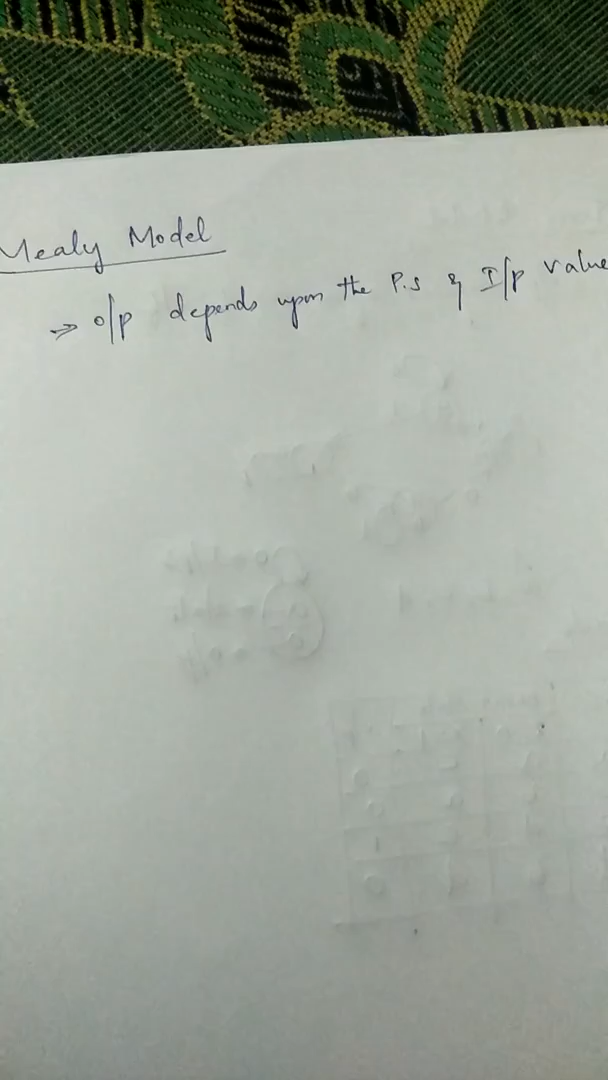 Mealy Model
⇒ o/p depends upon the P.S & I/p value